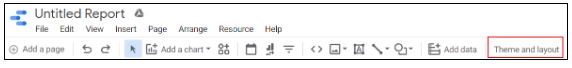 Untitled Report
File Edit View Insert Page Arrange Resource Help
Add a page Add a chart Add data Theme and layout